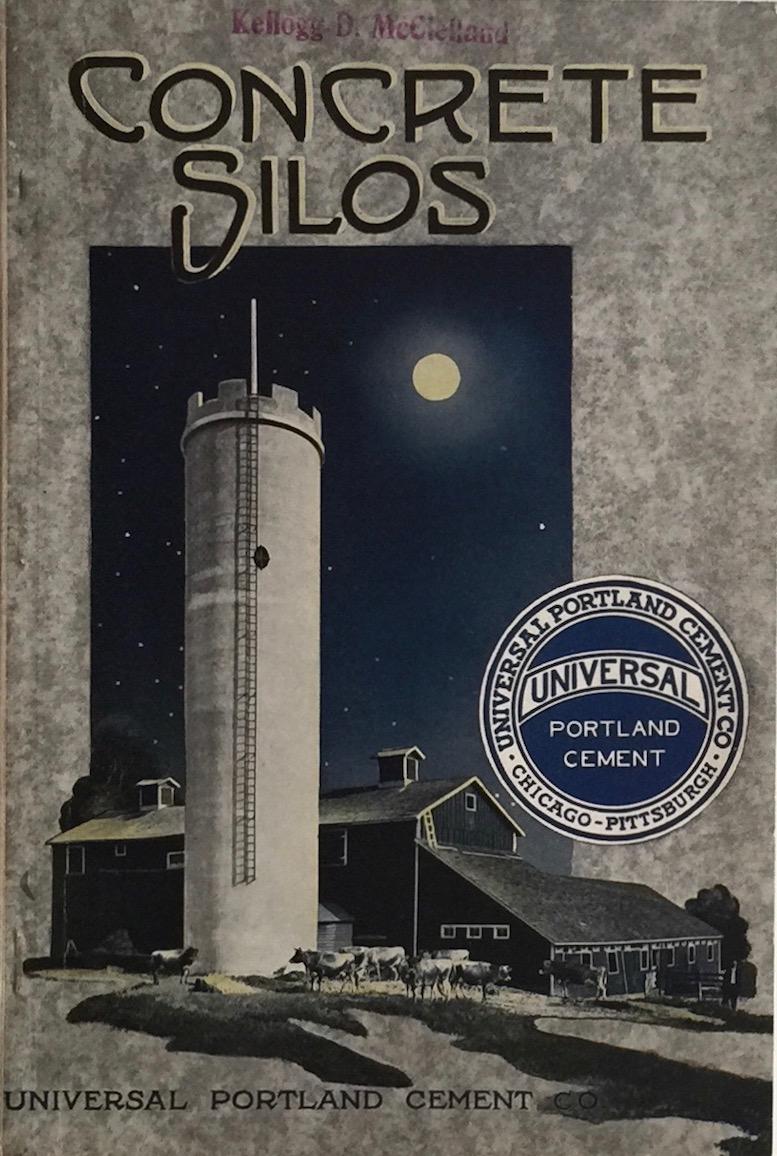 Kellogg D. McClelland
CONCRETE
SILOS
UNIVERSAL PORTLAND CEMENT CO
UNIVERSAL
PORTLAND
CEMENT
· CHICAGO - PITTSBURGH ·
UNIVERSAL PORTLAND CEMENT CO.